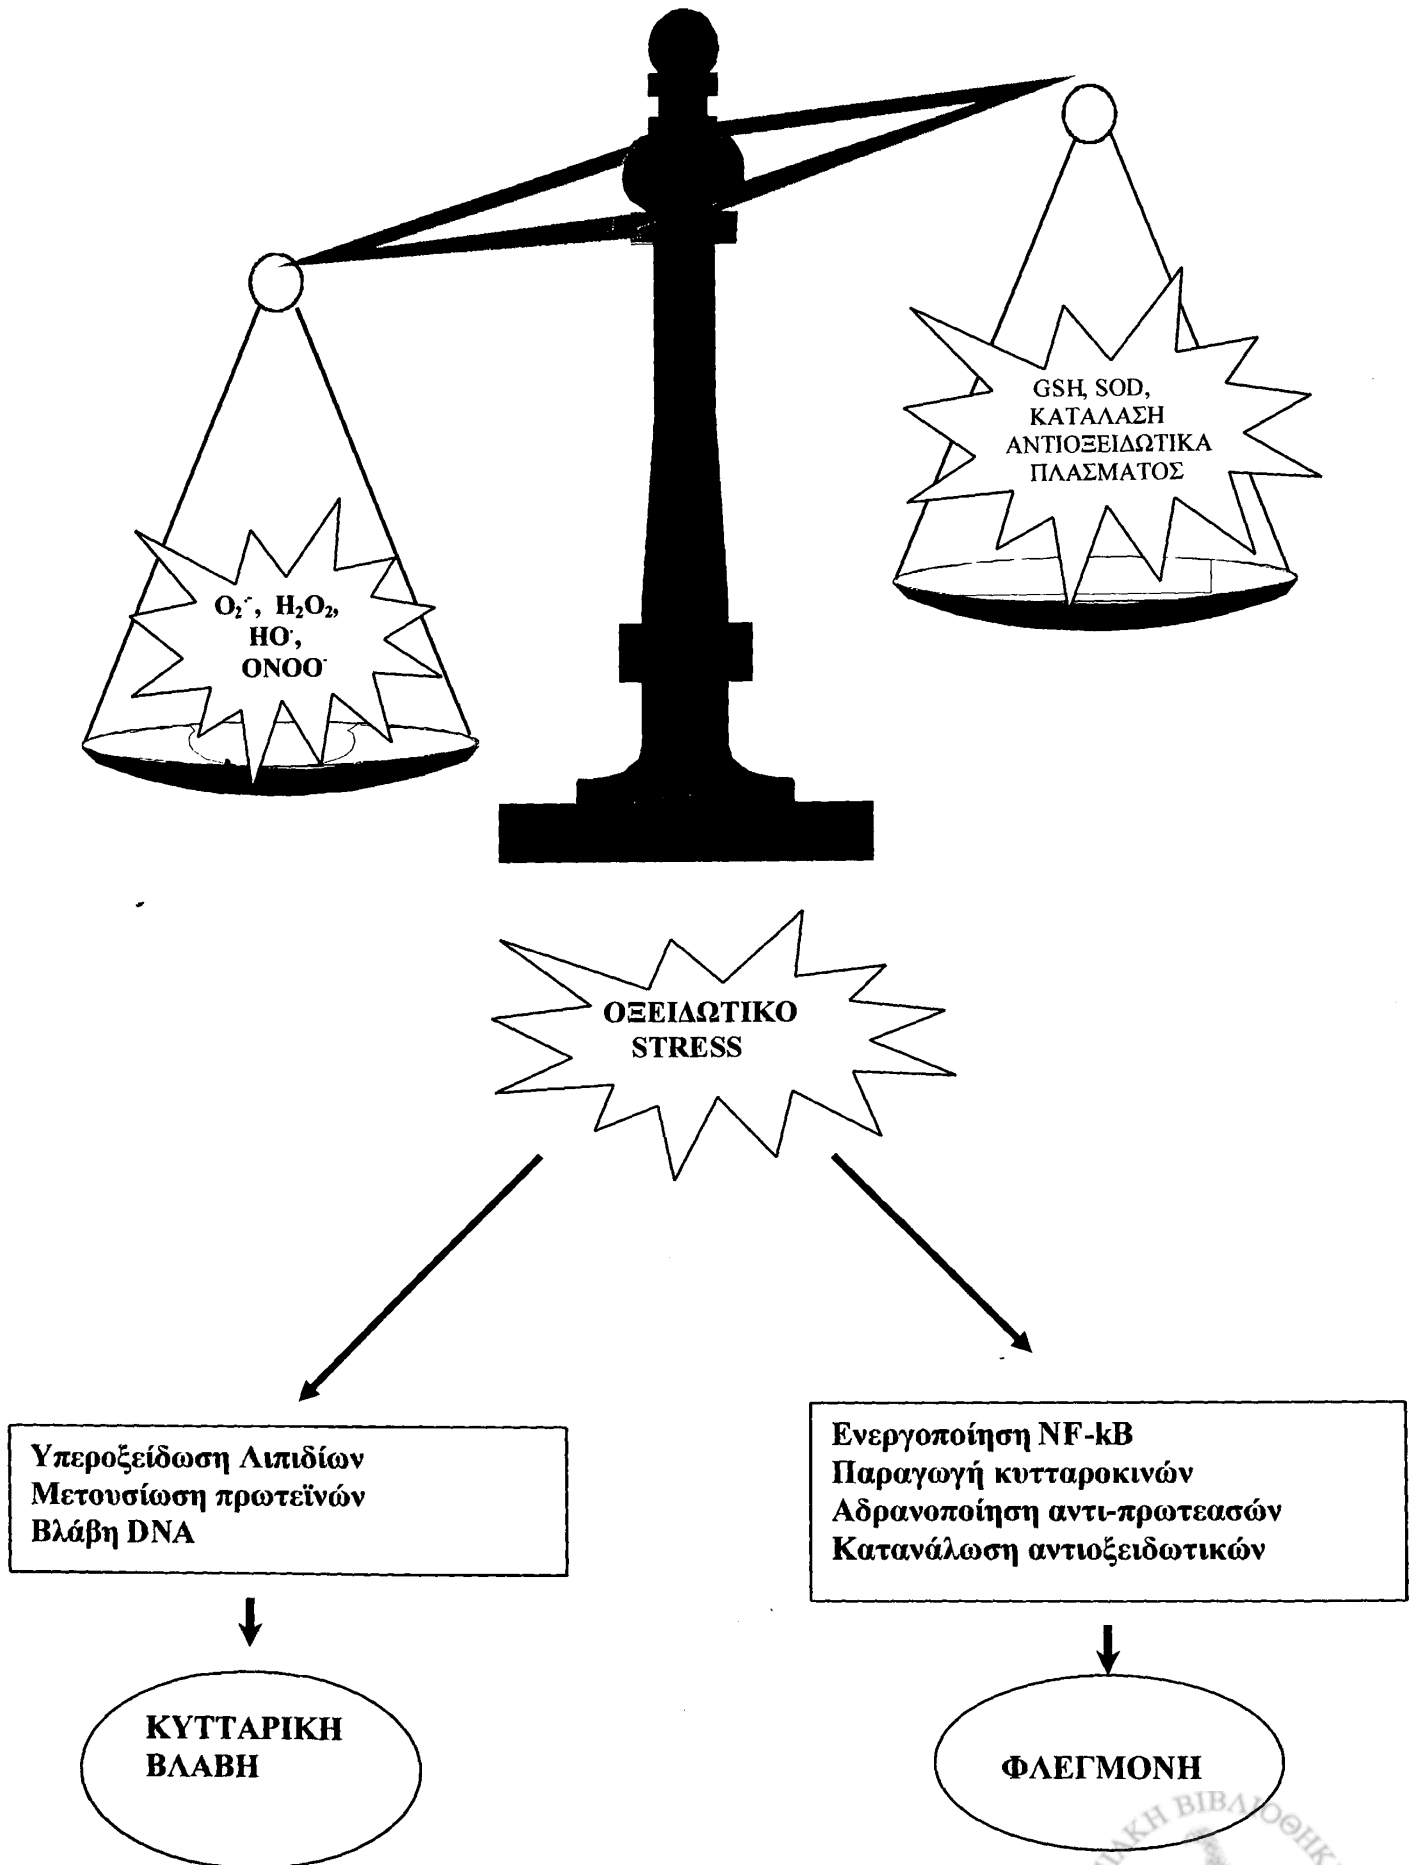 GSH, SOD,
ΚΑΤΑΛΑΣΗ
ΑΝΤΙΟΞΕΙΔΩΤΙΚΑ
ΠΛΑΣΜΑΤΟΣ
O₂·⁻, H₂O₂,
HO·,
ONOO⁻
ΟΞΕΙΔΩΤΙΚΟ
STRESS
Υπεροξείδωση Λιπιδίων
Μετουσίωση πρωτεϊνών
Βλάβη DNA
Ενεργοποίηση NF-kB
Παραγωγή κυτταροκινών
Αδρανοποίηση αντι-πρωτεασών
Κατανάλωση αντιοξειδωτικών
ΚΥΤΤΑΡΙΚΗ
ΒΛΑΒΗ
ΦΛΕΓΜΟΝΗ